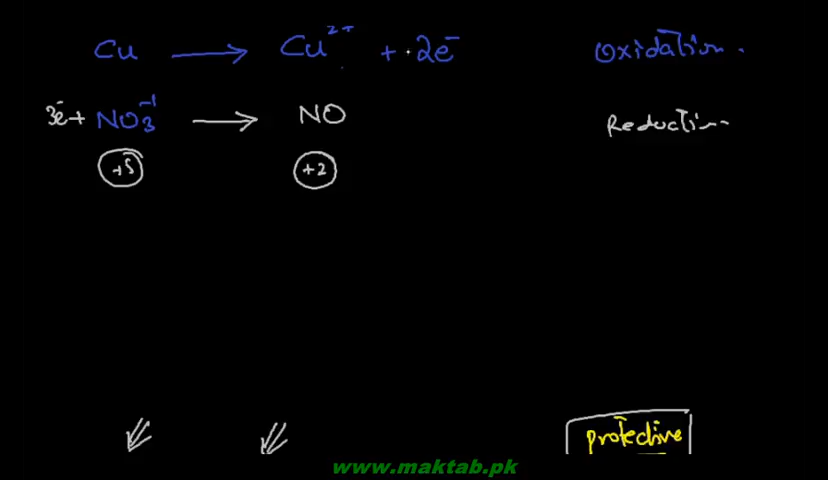 Cu → Cu²⁺ + 2e⁻ Oxidation.
3e⁻ + NO₃⁻¹ → NO Reduction
+5 +2
protective
www.maktab.pk